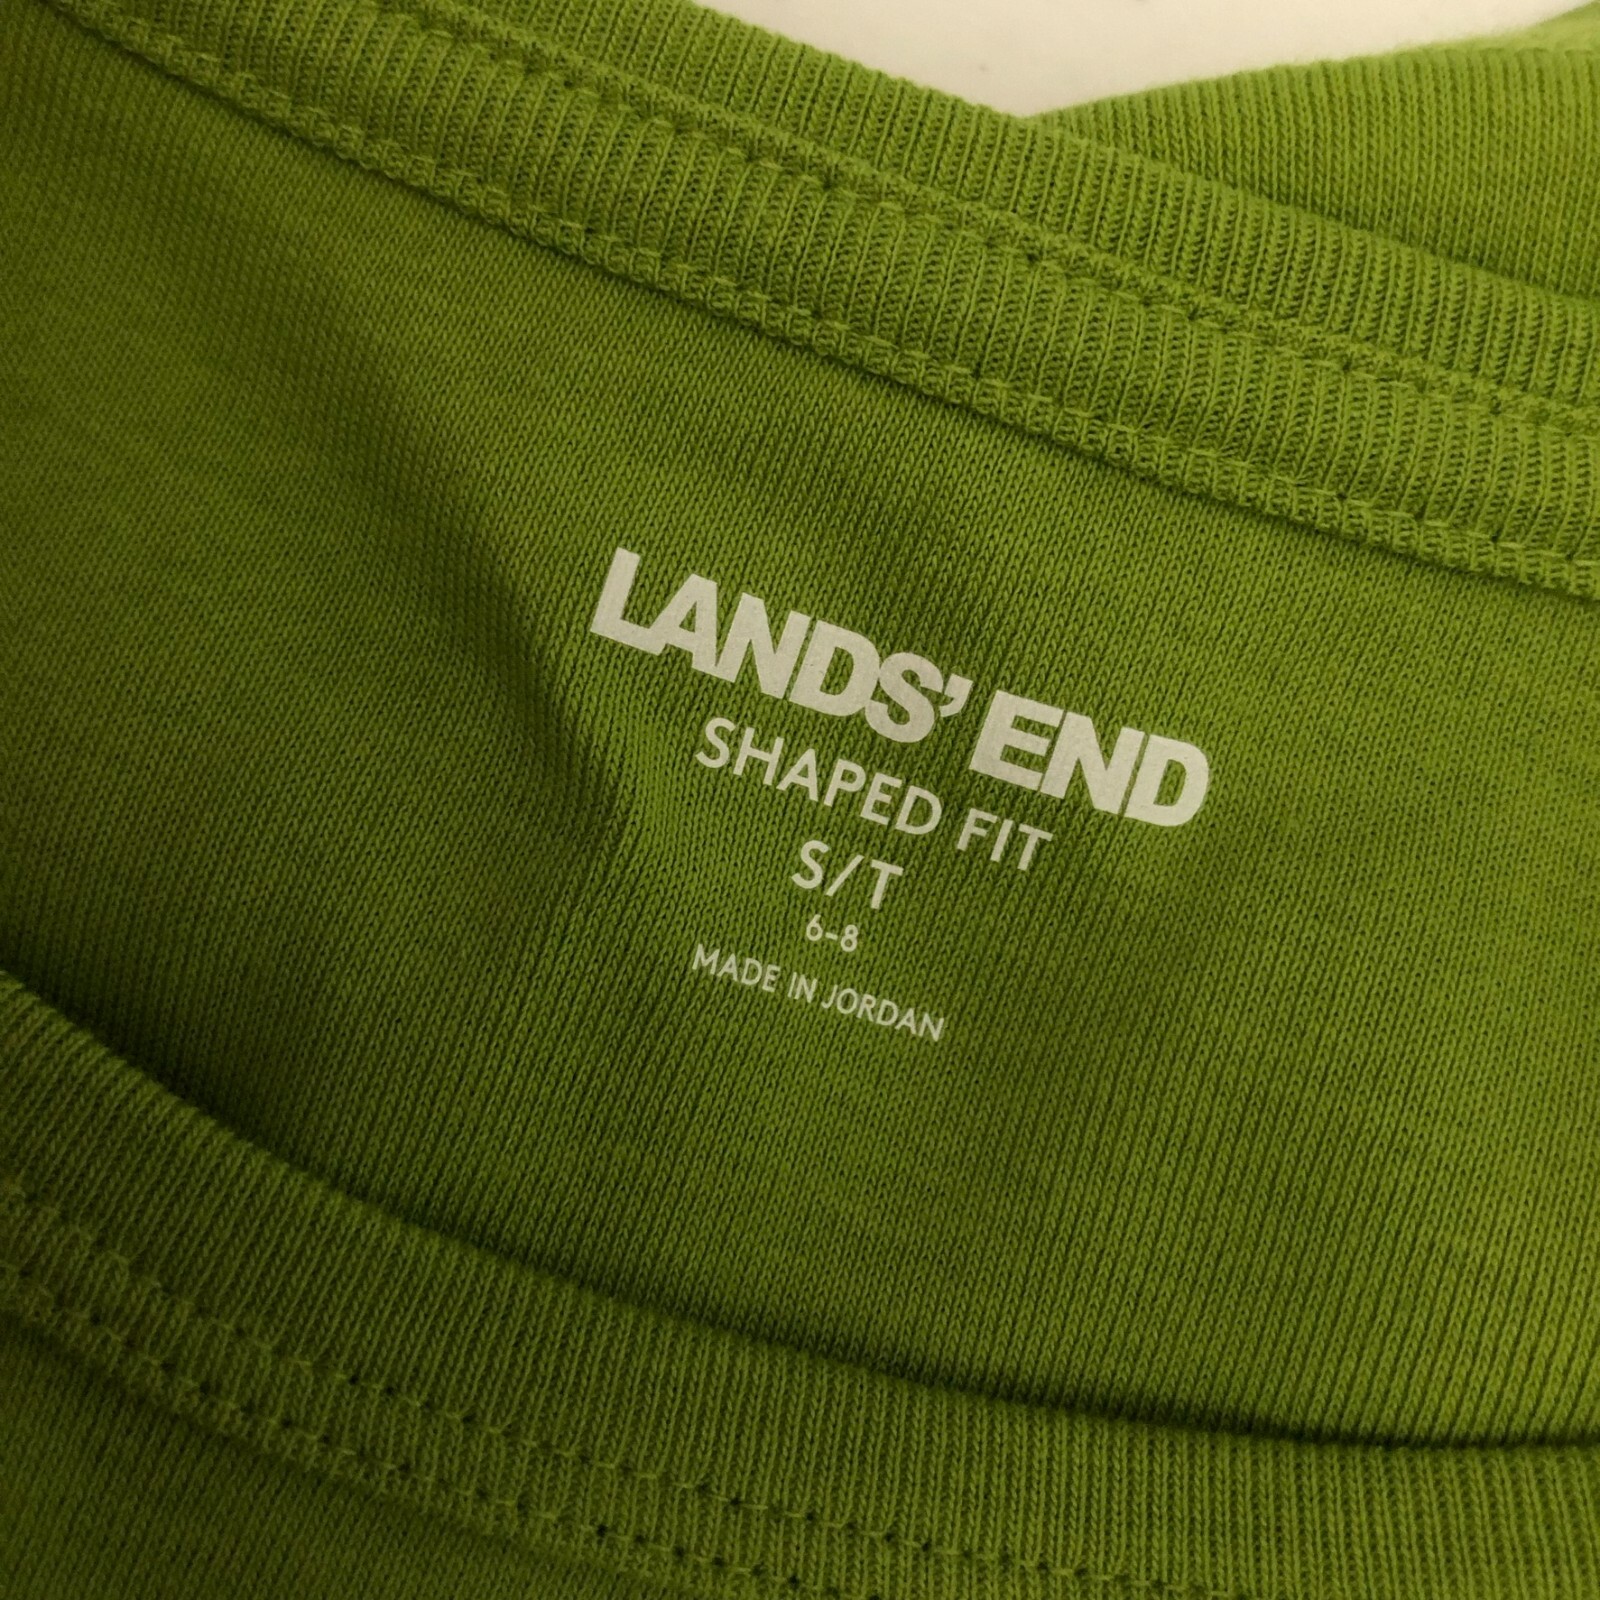 LANDS' END
SHAPED FIT
S/T
6-8
MADE IN JORDAN